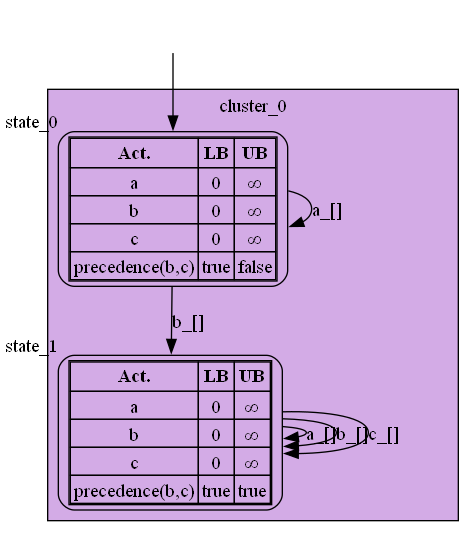 cluster_0
state_0
Act. LB UB
a 0 ∞
b 0 ∞
c 0 ∞
precedence(b,c) true false
a_[]
b_[]
state_1
Act. LB UB
a 0 ∞
b 0 ∞
c 0 ∞
precedence(b,c) true true
a_[] b_[] c_[]